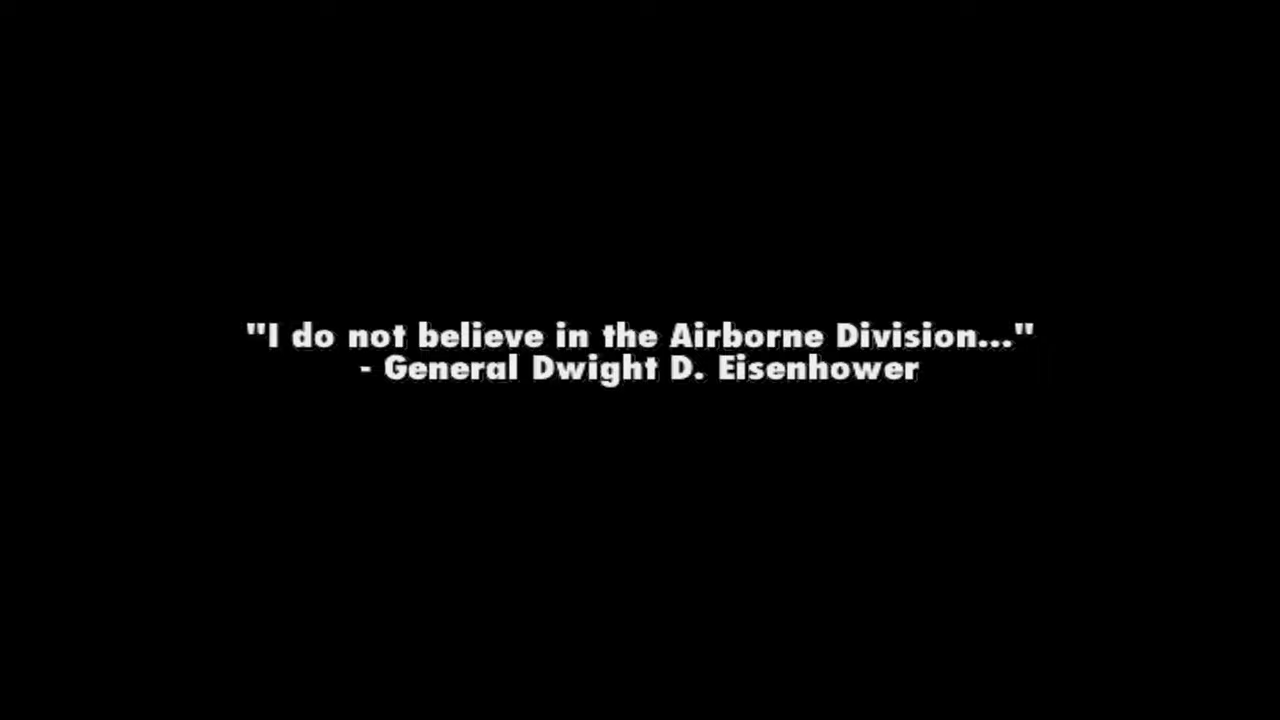 "I do not believe in the Airborne Division..."
- General Dwight D. Eisenhower